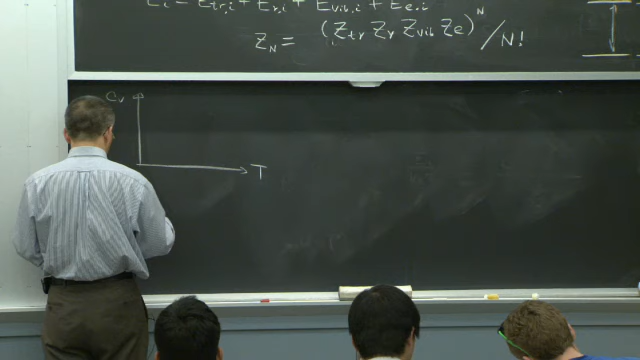 E_i = E_tr,i + E_r,i + E_vib,i + E_e,i
Z_N = (Z_tr Z_r Z_vib Z_e)^N / N!
C_v
T